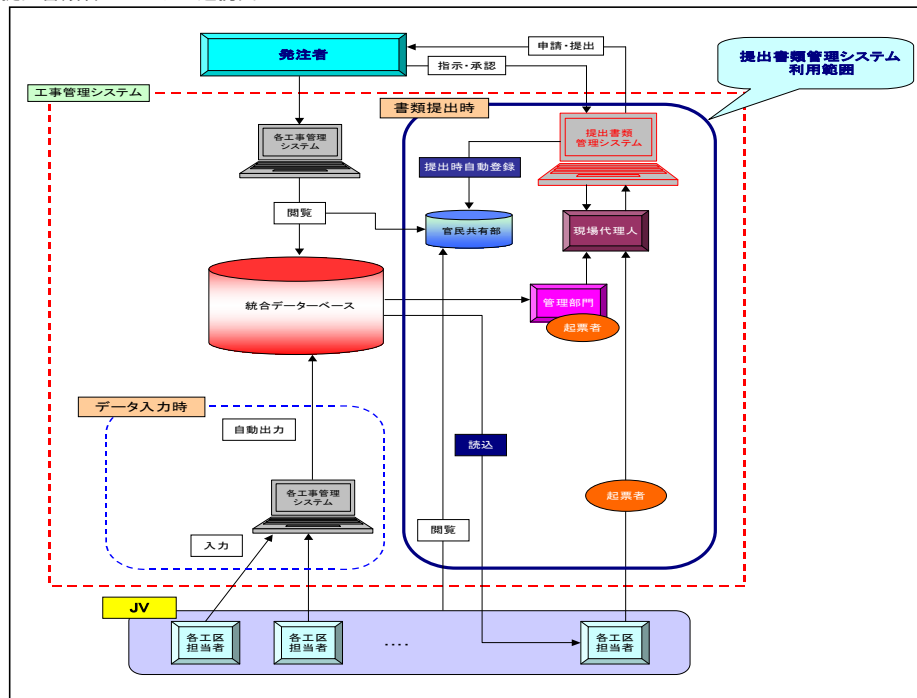 発注者
申請・提出
指示・承認
提出書類管理システム
利用範囲
工事管理システム
書類提出時
各工事管理
システム
提出書類
管理システム
提出時自動登録
閲覧
官民共有部
現場代理人
統合データーベース
管理部門
起票者
データ入力時
自動出力
読込
各工事管理
システム
起票者
閲覧
入力
JV
各工区
担当者
各工区
担当者
‥‥
各工区
担当者